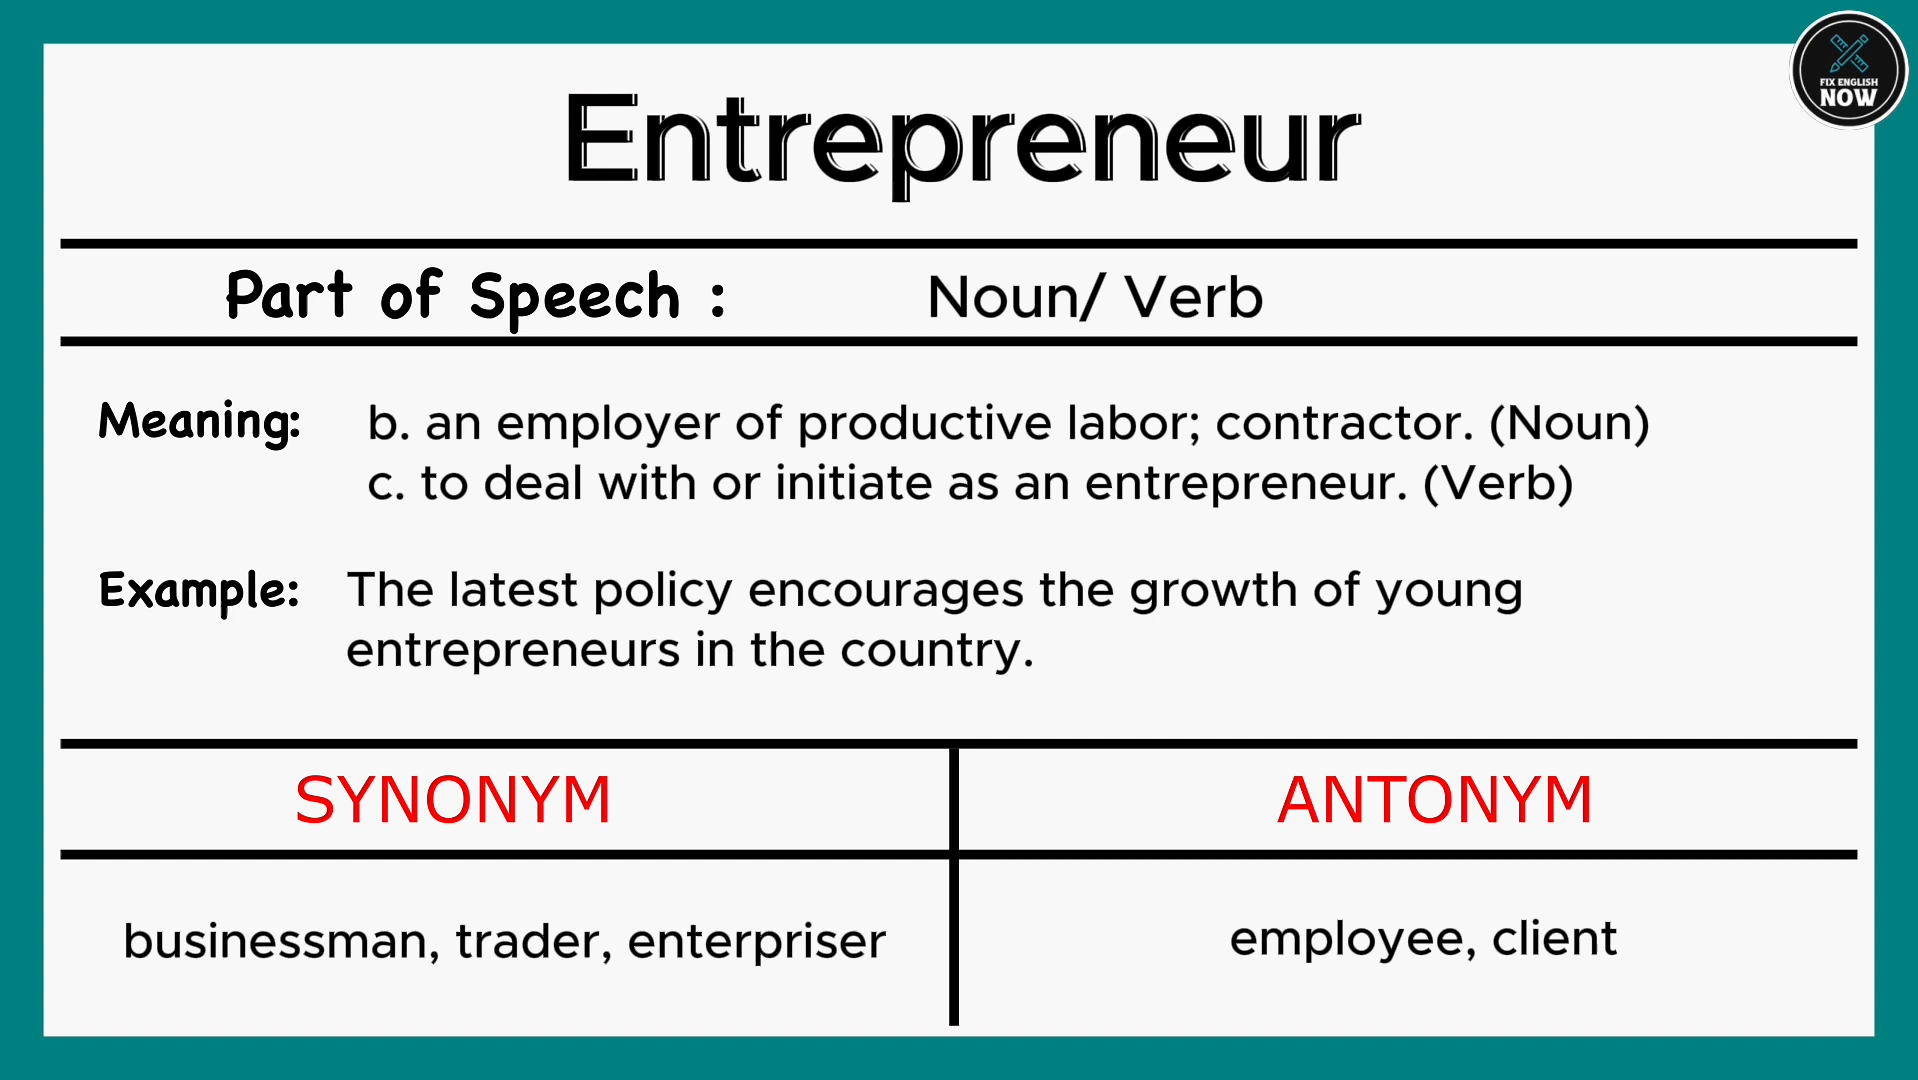 FIX ENGLISH
NOW
Entrepreneur
Part of Speech : Noun/ Verb
Meaning: b. an employer of productive labor; contractor. (Noun)
c. to deal with or initiate as an entrepreneur. (Verb)
Example: The latest policy encourages the growth of young
entrepreneurs in the country.
SYNONYM ANTONYM
businessman, trader, enterpriser employee, client